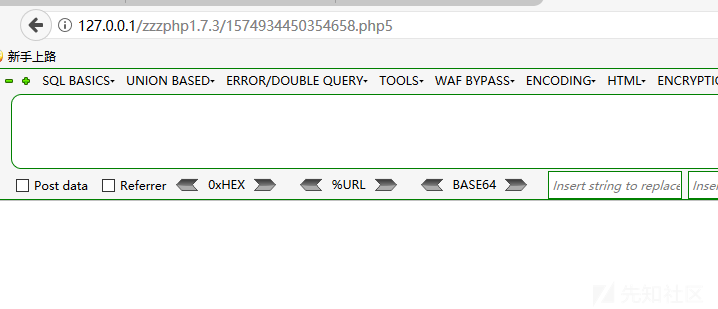 127.0.0.1/zzzphp1.7.3/1574934450354658.php5
新手上路
SQL BASICS UNION BASED ERROR/DOUBLE QUERY TOOLS WAF BYPASS ENCODING HTML ENCRYPTIC
Post data Referrer 0xHEX %URL BASE64 Insert string to replace Inser
先知社区